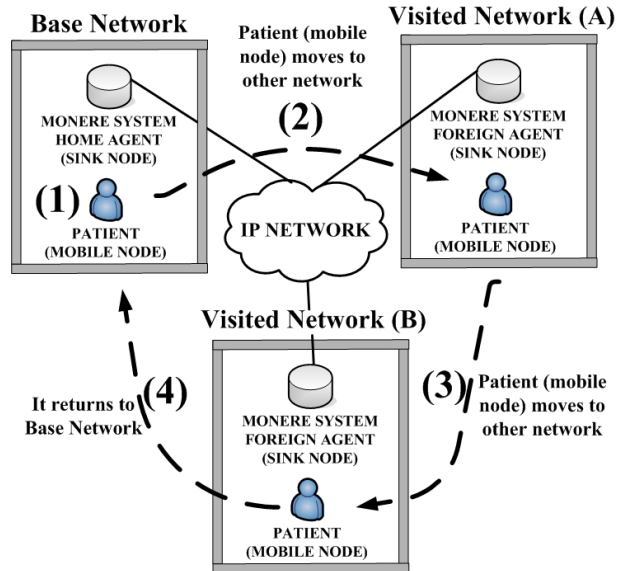 Base Network
MONERE SYSTEM
HOME AGENT
(SINK NODE)
(1)
PATIENT
(MOBILE NODE)
Patient (mobile
node) moves to
other network
(2)
Visited Network (A)
MONERE SYSTEM
FOREIGN AGENT
(SINK NODE)
PATIENT
(MOBILE NODE)
IP NETWORK
Visited Network (B)
MONERE SYSTEM
FOREIGN AGENT
(SINK NODE)
PATIENT
(MOBILE NODE)
(3)
Patient (mobile
node) moves to
other network
(4)
It returns to
Base Network